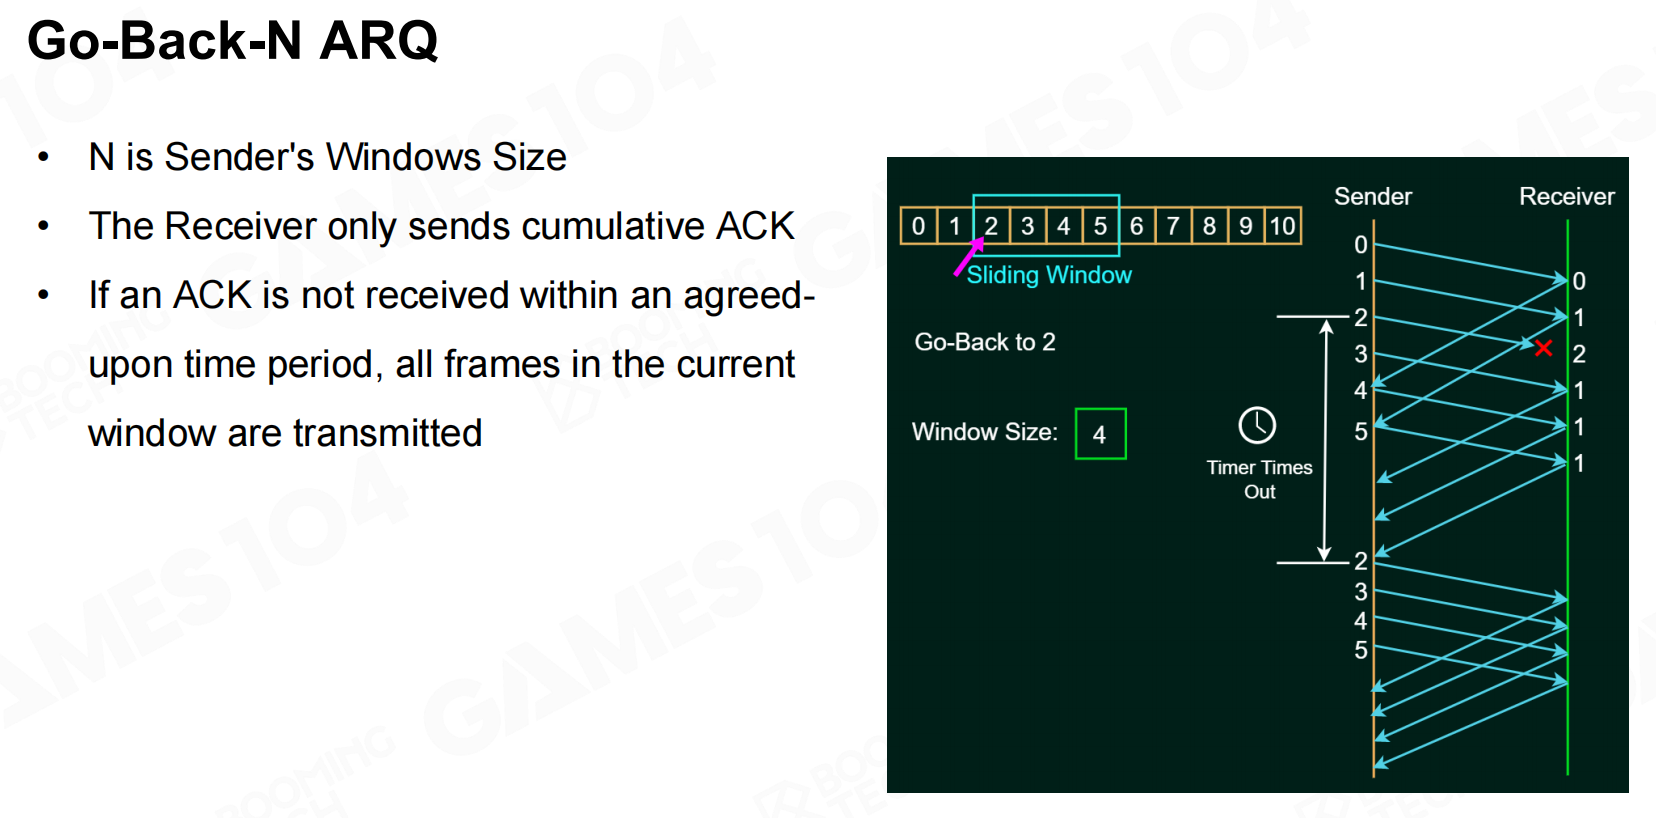 Go-Back-N ARQ
• N is Sender's Windows Size
• The Receiver only sends cumulative ACK
• If an ACK is not received within an agreed-
upon time period, all frames in the current
window are transmitted
0 1 2 3 4 5 6 7 8 9 10
Sliding Window
Go-Back to 2
Window Size: 4
Timer Times
Out
Sender Receiver
0
1
2
3
4
5
2
3
4
5
0
1
2
1
1
1
GAMES104
BOOMING
TECH